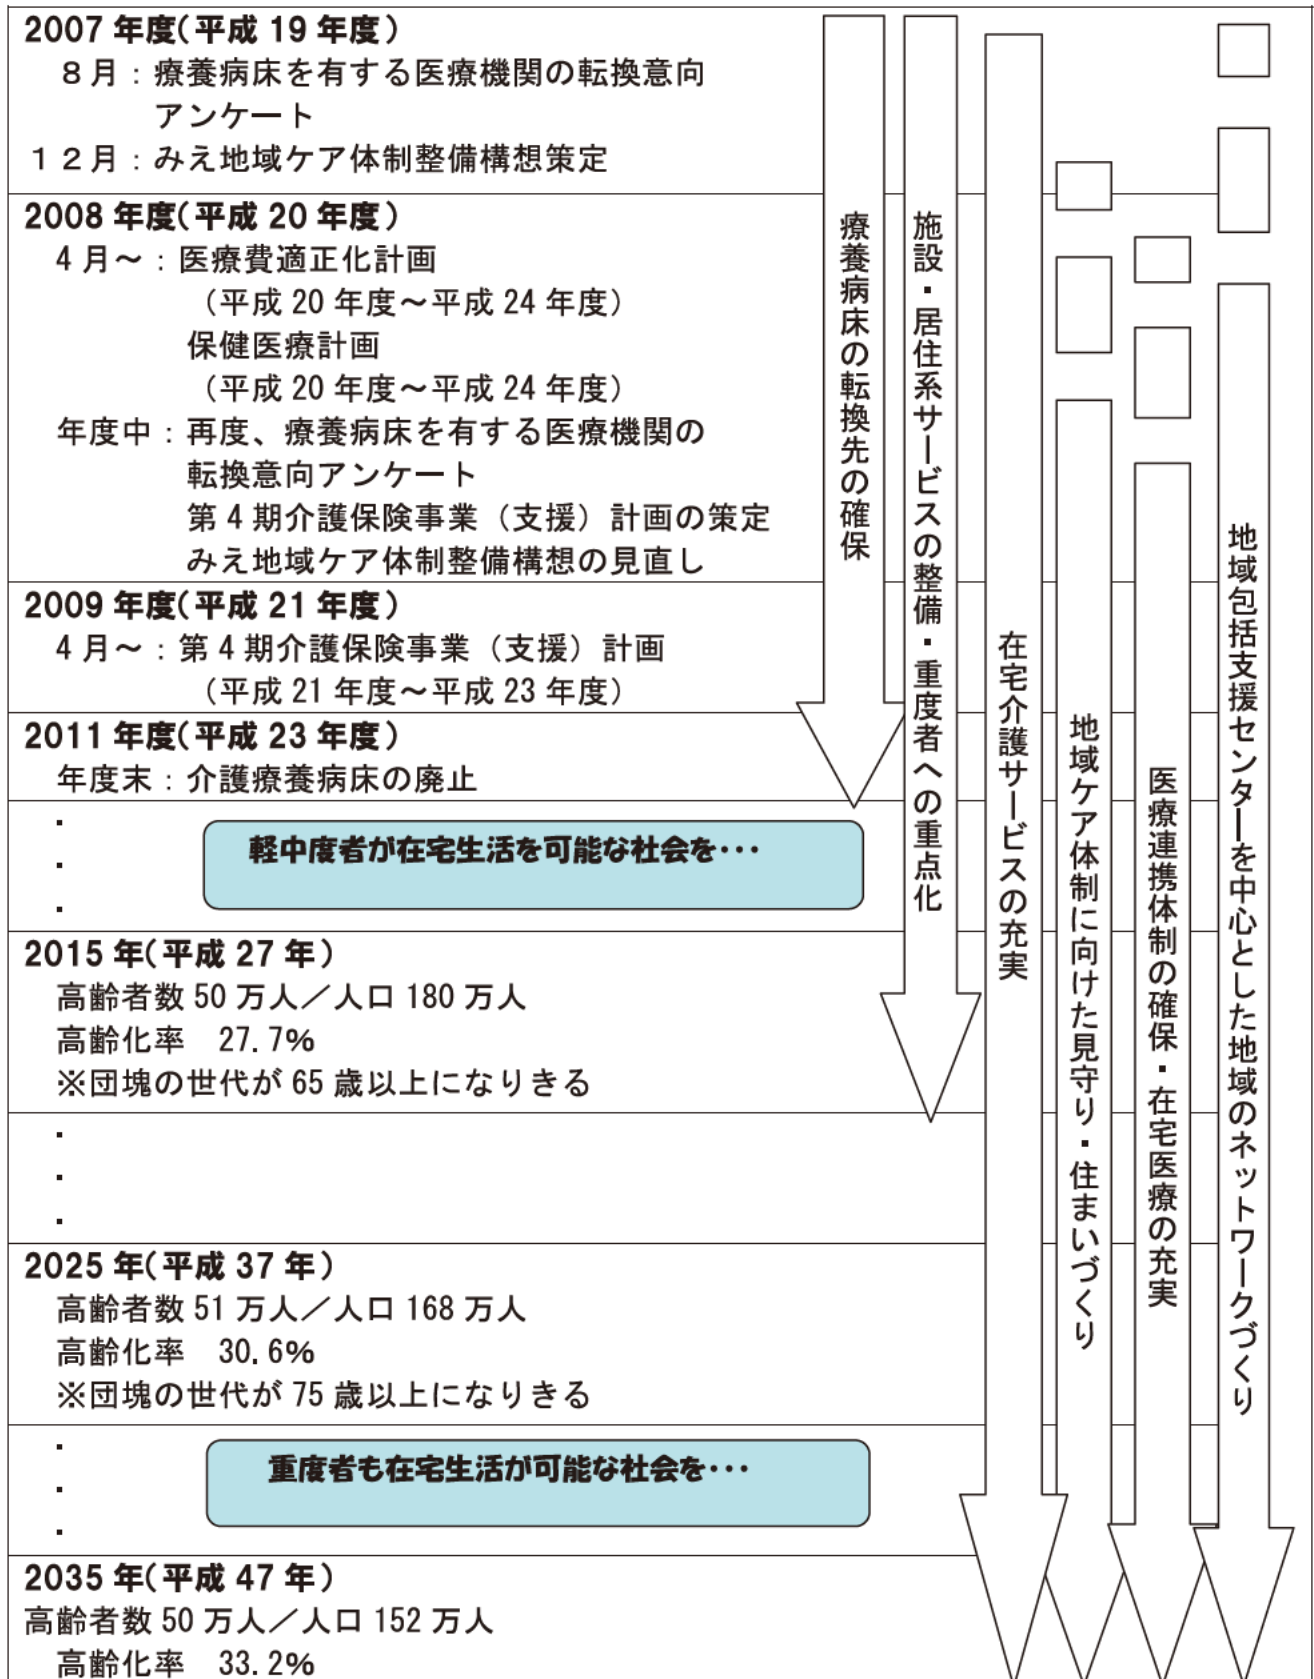 2007 年度(平成 19 年度)
８月：療養病床を有する医療機関の転換意向
アンケート
１２月：みえ地域ケア体制整備構想策定
2008 年度(平成 20 年度)
4 月～：医療費適正化計画
（平成 20 年度～平成 24 年度）
保健医療計画
（平成 20 年度～平成 24 年度）
年度中：再度、療養病床を有する医療機関の
転換意向アンケート
第 4 期介護保険事業（支援）計画の策定
みえ地域ケア体制整備構想の見直し
2009 年度(平成 21 年度)
4 月～：第 4 期介護保険事業（支援）計画
（平成 21 年度～平成 23 年度）
2011 年度(平成 23 年度)
年度末：介護療養病床の廃止
・
・
・
軽中度者が在宅生活を可能な社会を・・・
2015 年(平成 27 年)
高齢者数 50 万人／人口 180 万人
高齢化率　27.7%
※団塊の世代が 65 歳以上になりきる
・
・
・
2025 年(平成 37 年)
高齢者数 51 万人／人口 168 万人
高齢化率　30.6%
※団塊の世代が 75 歳以上になりきる
・
・
・
重度者も在宅生活が可能な社会を・・・
2035 年(平成 47 年)
高齢者数 50 万人／人口 152 万人
高齢化率　33.2%
療養病床の転換先の確保
施設・居住系サービスの整備・重度者への重点化
在宅介護サービスの充実
地域ケア体制に向けた見守り・住まいづくり
医療連携体制の確保・在宅医療の充実
地域包括支援センターを中心とした地域のネットワークづくり